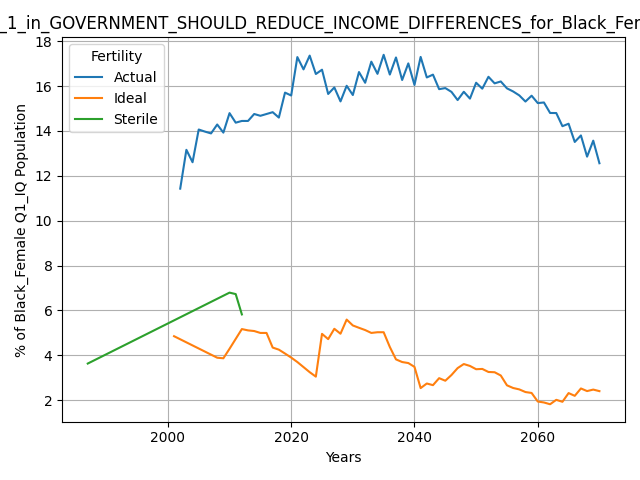 _1_in_GOVERNMENT_SHOULD_REDUCE_INCOME_DIFFERENCES_for_Black_Fer
Fertility
Actual
Ideal
Sterile
% of Black_Female Q1_IQ Population
18
16
14
12
10
8
6
4
2
2000
2020
2040
2060
Years